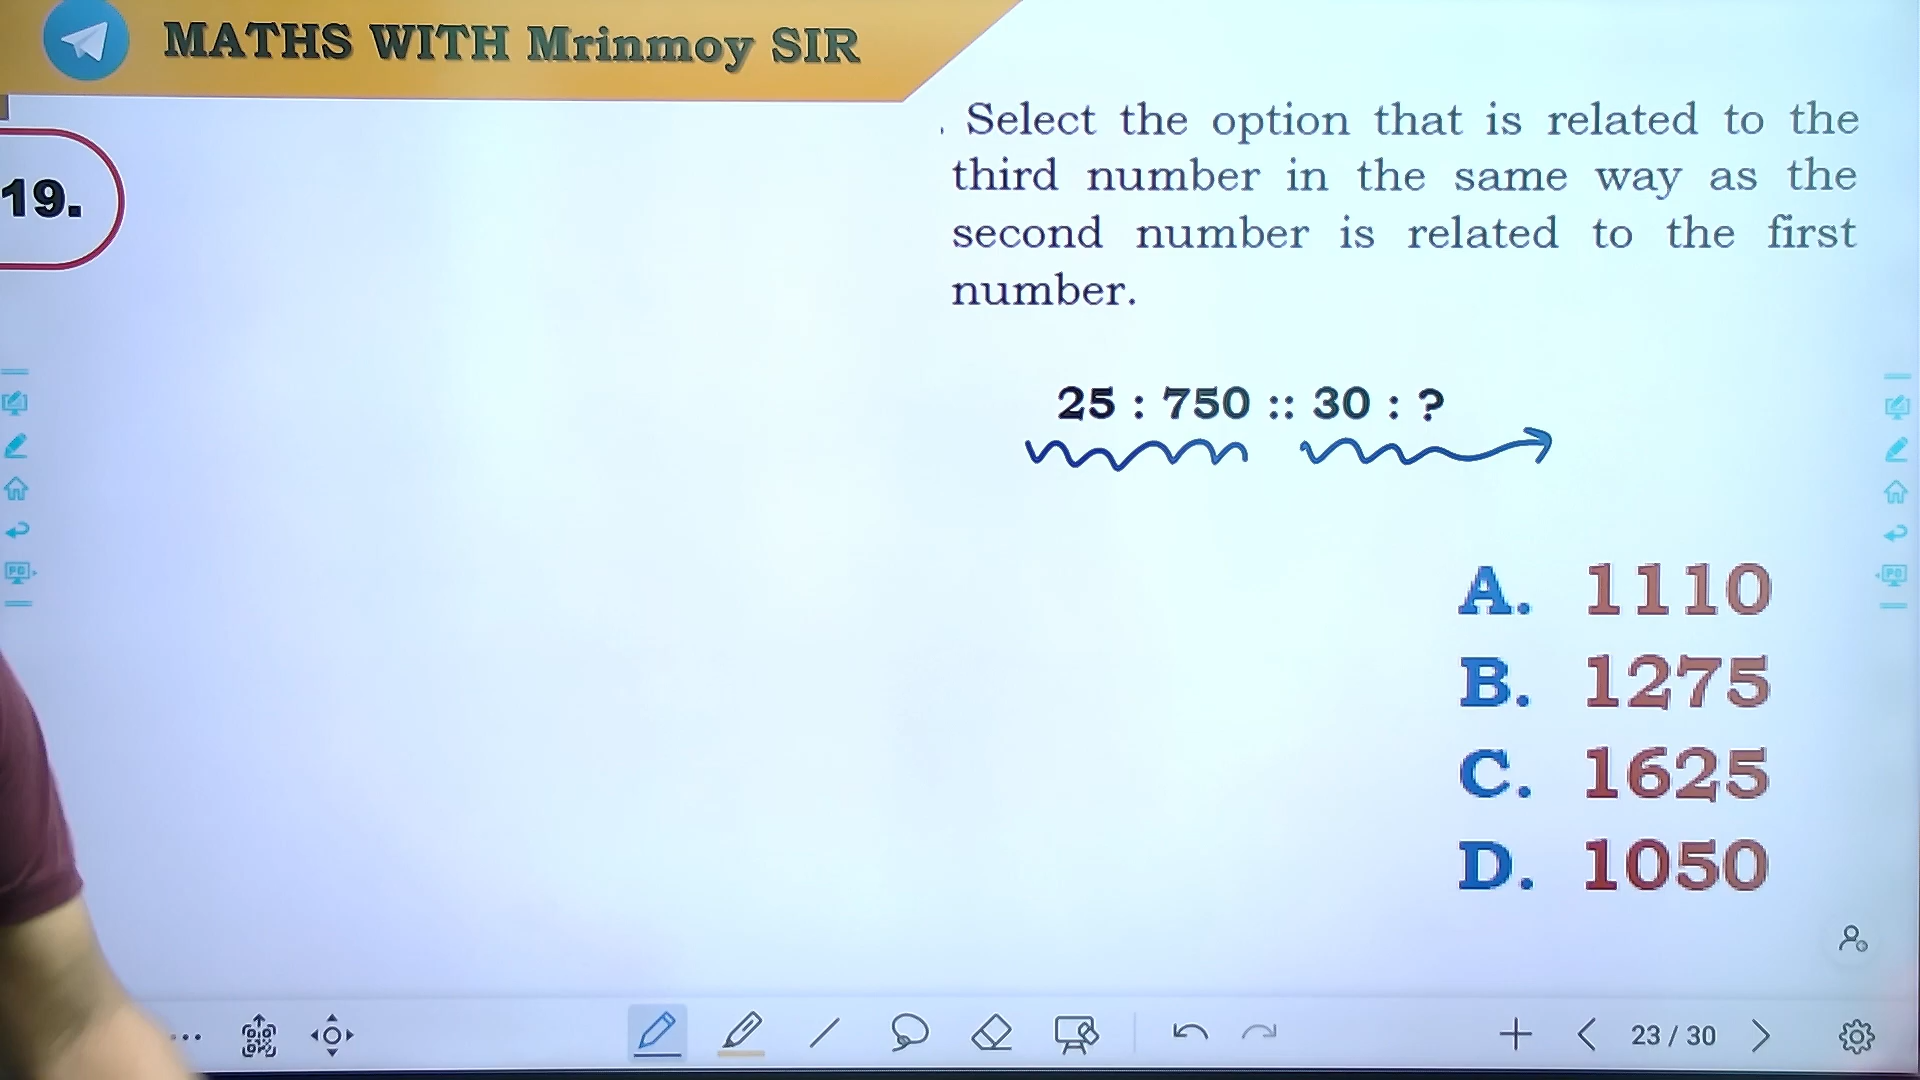 MATHS WITH Mrinmoy SIR
19.
. Select the option that is related to the
third number in the same way as the
second number is related to the first
number.
25 : 750 :: 30 : ?
A. 1110
B. 1275
C. 1625
D. 1050
23 / 30